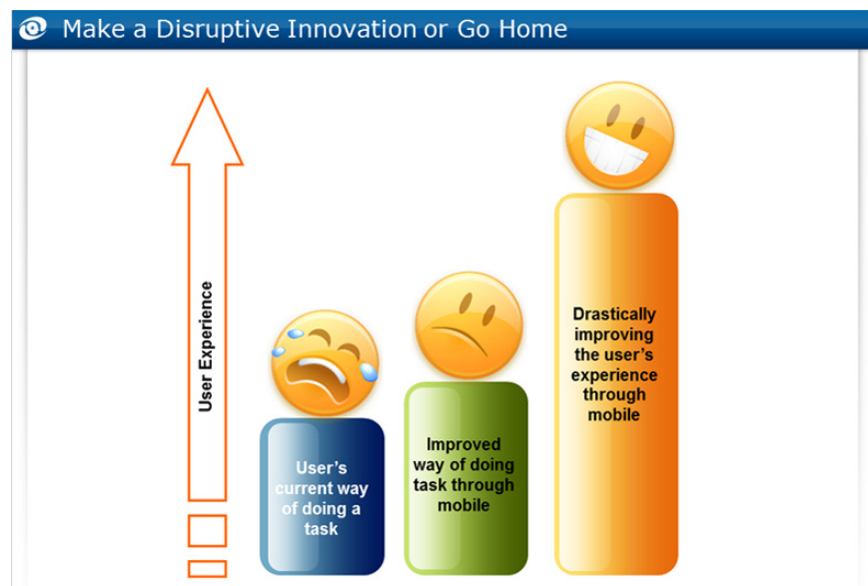 Make a Disruptive Innovation or Go Home
User Experience
User's
current way
of doing a
task
Improved
way of doing
task through
mobile
Drastically
improving
the user's
experience
through
mobile